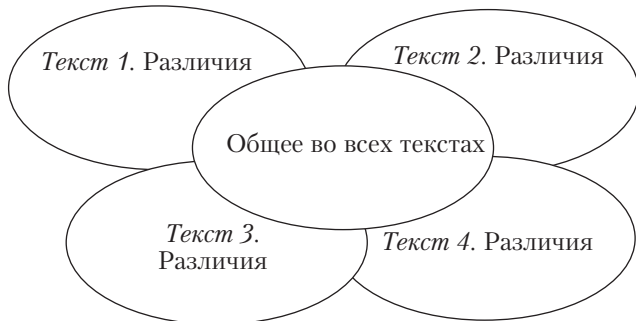 Текст 1. Различия
Текст 2. Различия
Общее во всех текстах
Текст 3.
Различия
Текст 4. Различия